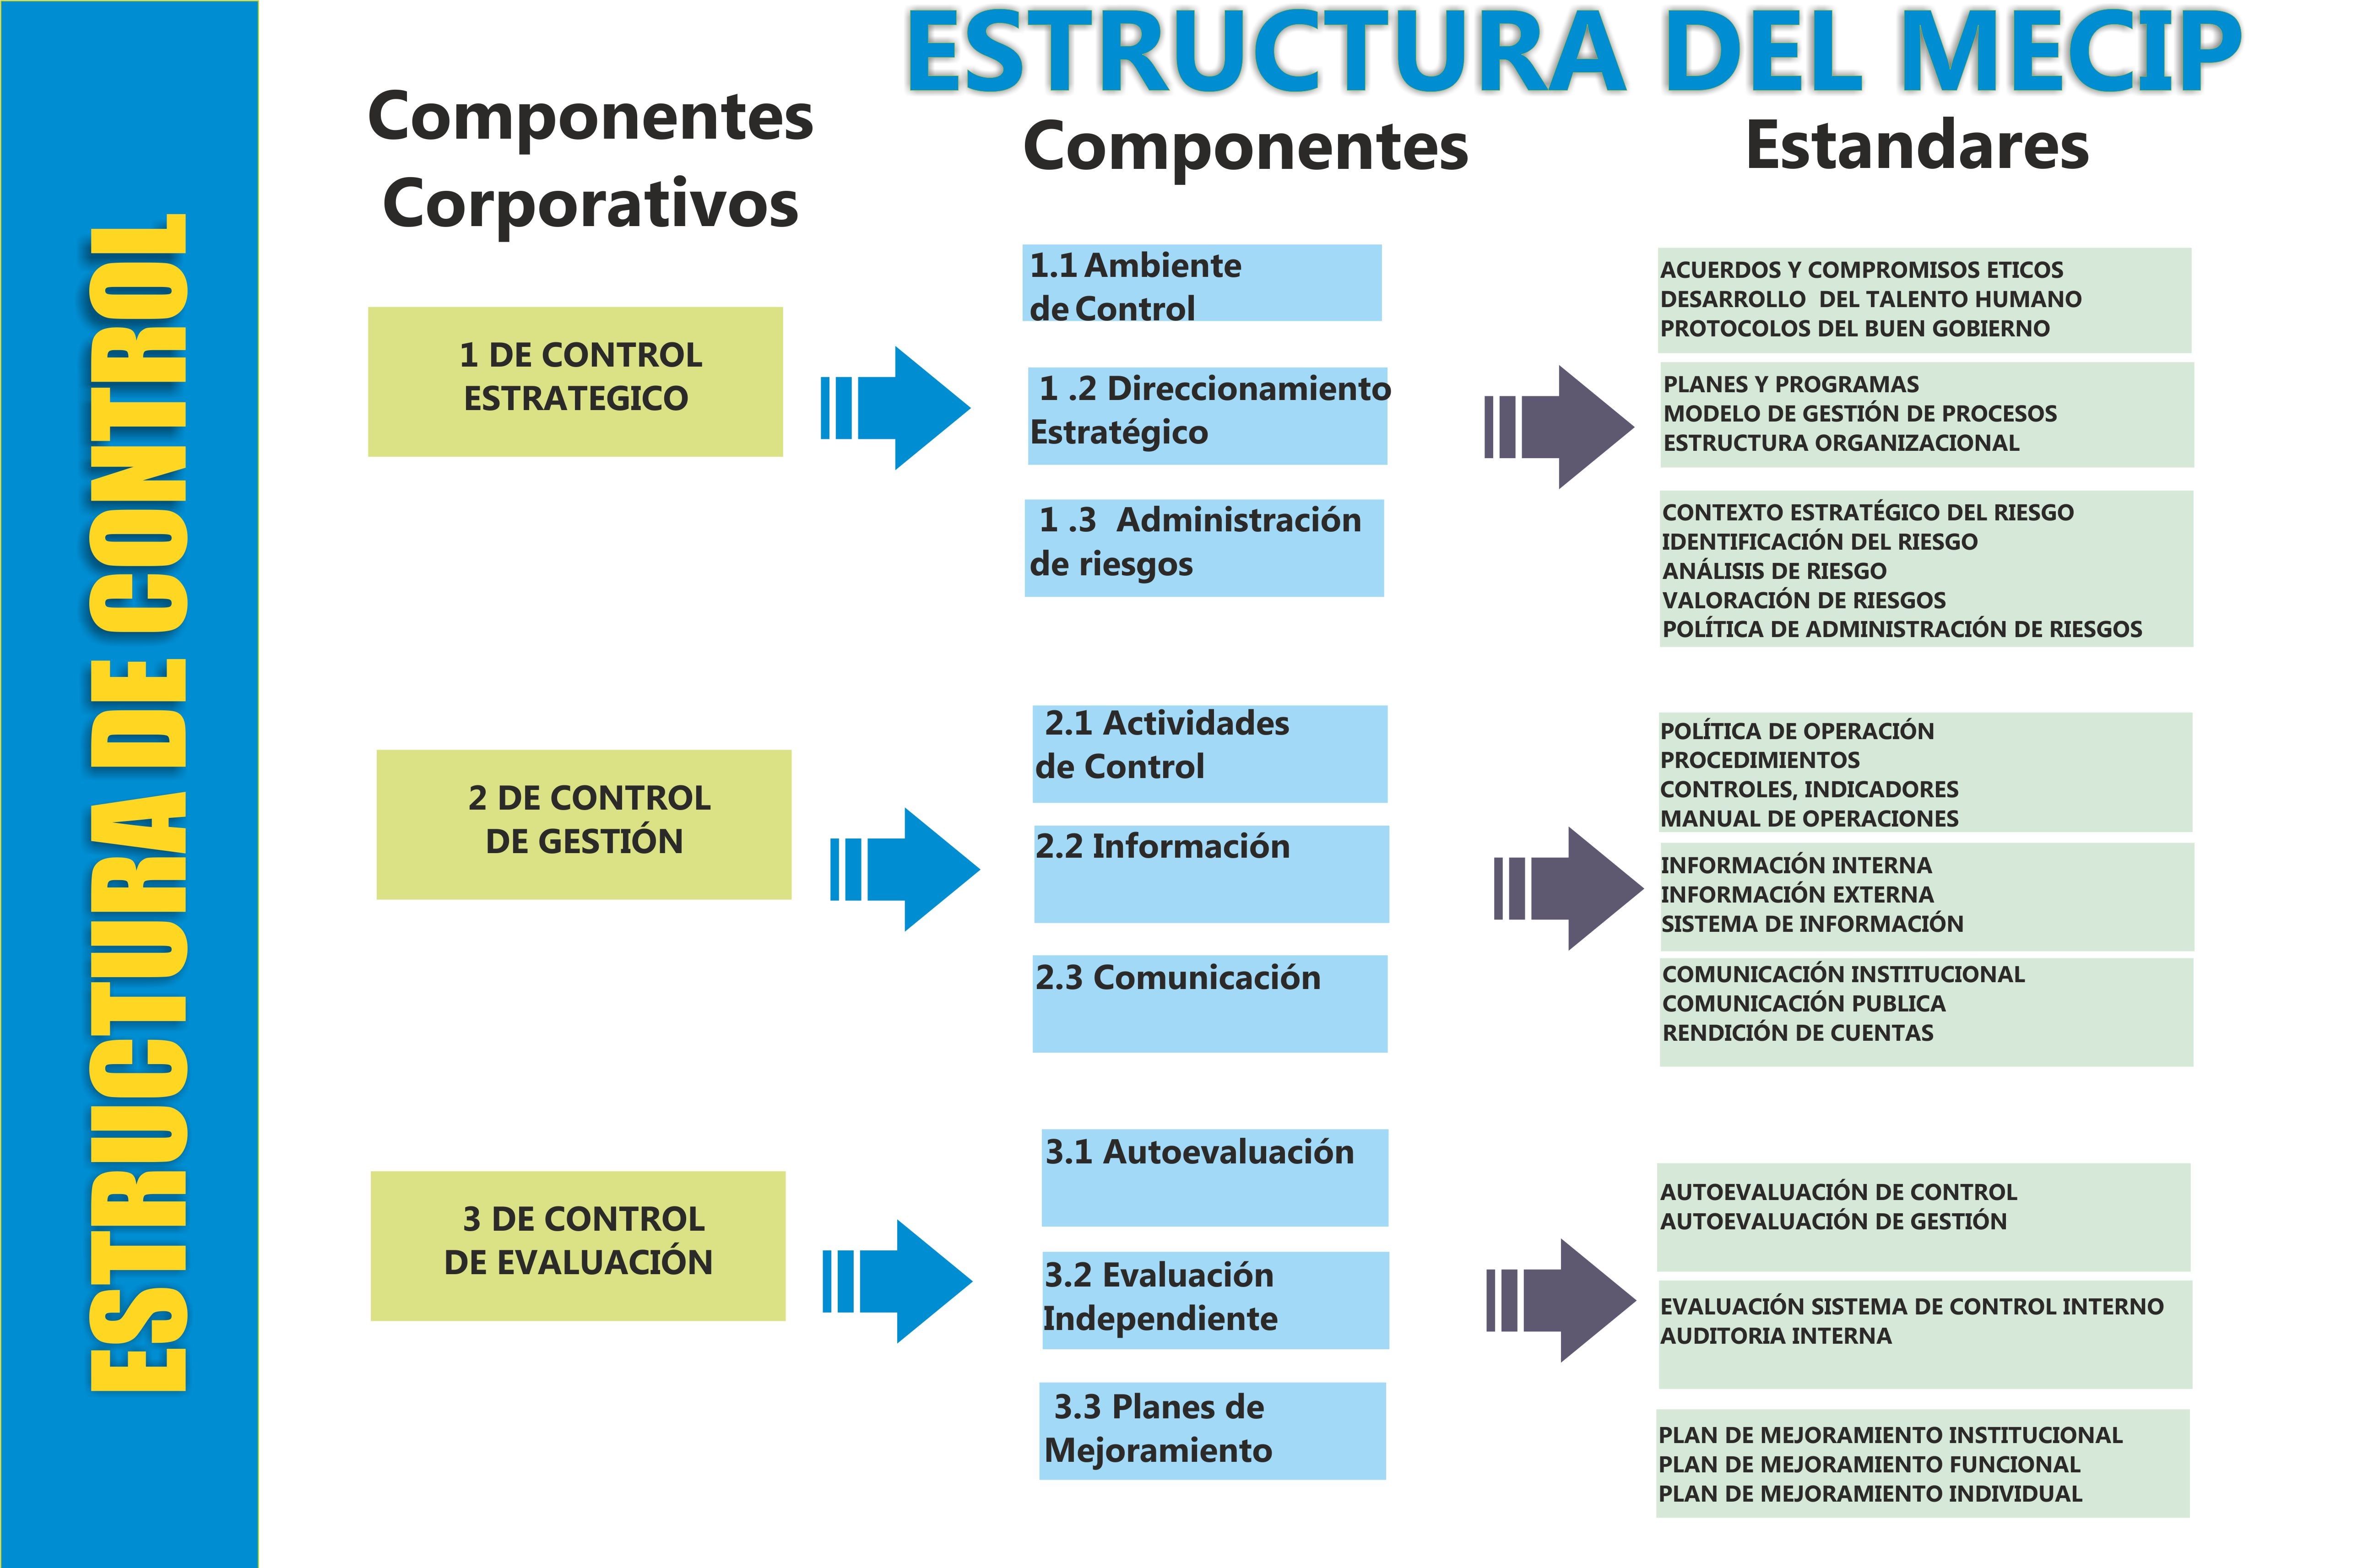 ESTRUCTURA DE CONTROL
ESTRUCTURA DEL MECIP
Componentes
Corporativos
Componentes
Estandares
1 DE CONTROL
ESTRATEGICO
1.1 Ambiente
de Control
1 .2 Direccionamiento
Estratégico
1 .3 Administración
de riesgos
ACUERDOS Y COMPROMISOS ETICOS
DESARROLLO DEL TALENTO HUMANO
PROTOCOLOS DEL BUEN GOBIERNO
PLANES Y PROGRAMAS
MODELO DE GESTIÓN DE PROCESOS
ESTRUCTURA ORGANIZACIONAL
CONTEXTO ESTRATÉGICO DEL RIESGO
IDENTIFICACIÓN DEL RIESGO
ANÁLISIS DE RIESGO
VALORACIÓN DE RIESGOS
POLÍTICA DE ADMINISTRACIÓN DE RIESGOS
2 DE CONTROL
DE GESTIÓN
2.1 Actividades
de Control
2.2 Información
2.3 Comunicación
POLÍTICA DE OPERACIÓN
PROCEDIMIENTOS
CONTROLES, INDICADORES
MANUAL DE OPERACIONES
INFORMACIÓN INTERNA
INFORMACIÓN EXTERNA
SISTEMA DE INFORMACIÓN
COMUNICACIÓN INSTITUCIONAL
COMUNICACIÓN PUBLICA
RENDICIÓN DE CUENTAS
3 DE CONTROL
DE EVALUACIÓN
3.1 Autoevaluación
3.2 Evaluación
Independiente
3.3 Planes de
Mejoramiento
AUTOEVALUACIÓN DE CONTROL
AUTOEVALUACIÓN DE GESTIÓN
EVALUACIÓN SISTEMA DE CONTROL INTERNO
AUDITORIA INTERNA
PLAN DE MEJORAMIENTO INSTITUCIONAL
PLAN DE MEJORAMIENTO FUNCIONAL
PLAN DE MEJORAMIENTO INDIVIDUAL